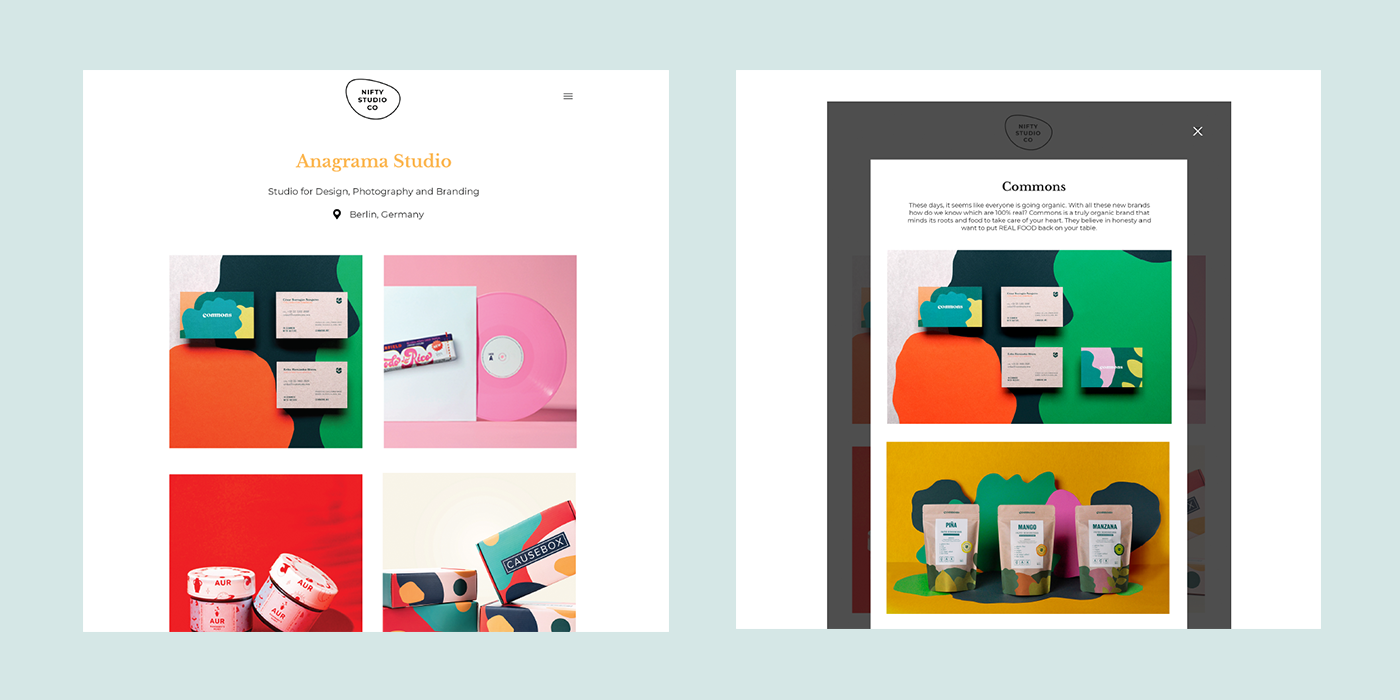 NIFTY
STUDIO
CO
Anagrama Studio
Studio for Design, Photography and Branding
Berlin, Germany
commons
CAUSEBOX
AUR
AUR
AUR
NIFTY
STUDIO
CO
Commons
These days, it seems like everyone is going organic. With all these new brands
how do we know which are 100% real? Commons is a truly organic brand that
minds its roots and food to take care of your heart. They believe in honesty and
want to put REAL FOOD back on your table.
commons
PIÑA
MANGO
MANZANA